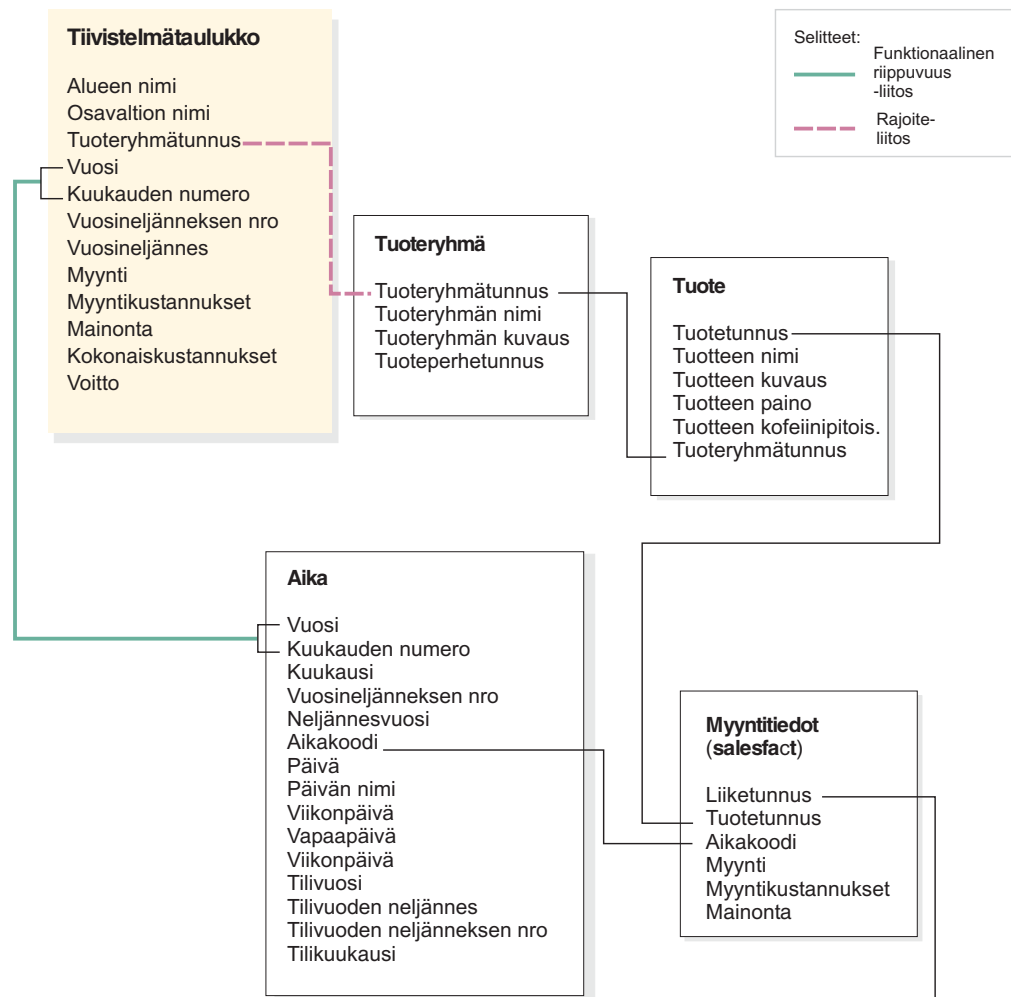 Tiivistelmätaulukko
Alueen nimi
Osavaltion nimi
Tuoteryhmätunnus
Vuosi
Kuukauden numero
Vuosineljänneksen nro
Vuosineljännes
Myynti
Myyntikustannukset
Mainonta
Kokonaiskustannukset
Voitto
Selitteet:
Funktionaalinen
riippuvuus
-liitos
Rajoite-
liitos
Tuoteryhmä
Tuoteryhmätunnus
Tuoteryhmän nimi
Tuoteryhmän kuvaus
Tuoteperhetunnus
Tuote
Tuotetunnus
Tuotteen nimi
Tuotteen kuvaus
Tuotteen paino
Tuotteen kofeiinipitois.
Tuoteryhmätunnus
Aika
Vuosi
Kuukauden numero
Kuukausi
Vuosineljänneksen nro
Neljännesvuosi
Aikakoodi
Päivä
Päivän nimi
Viikonpäivä
Vapaapäivä
Viikonpäivä
Tilivuosi
Tilivuoden neljännes
Tilivuoden neljänneksen nro
Tilikuukausi
Myyntitiedot
(salesfact)
Liiketunnus
Tuotetunnus
Aikakoodi
Myynti
Myyntikustannukset
Mainonta